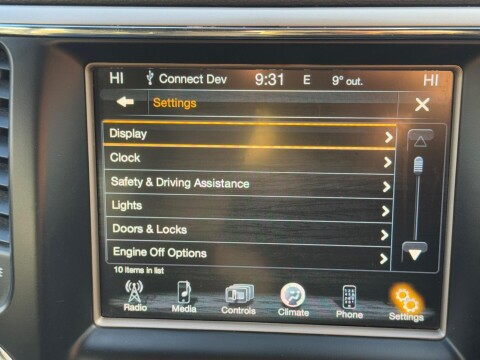 HI Connect Dev 9:31 E 9° out. HI
Settings
Display
Clock
Safety & Driving Assistance
Lights
Doors & Locks
Engine Off Options
10 items in list
Radio Media Controls Climate Phone Settings